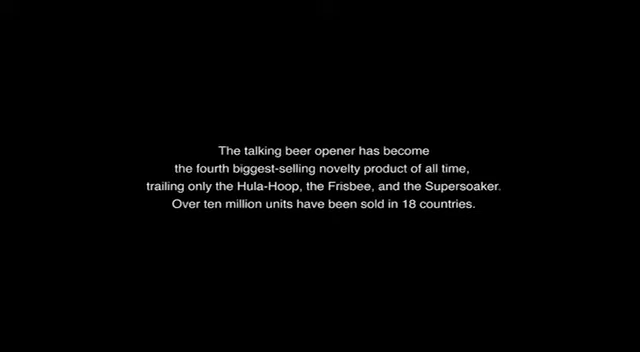 The talking beer opener has become
the fourth biggest-selling novelty product of all time,
trailing only the Hula-Hoop, the Frisbee, and the Supersoaker.
Over ten million units have been sold in 18 countries.